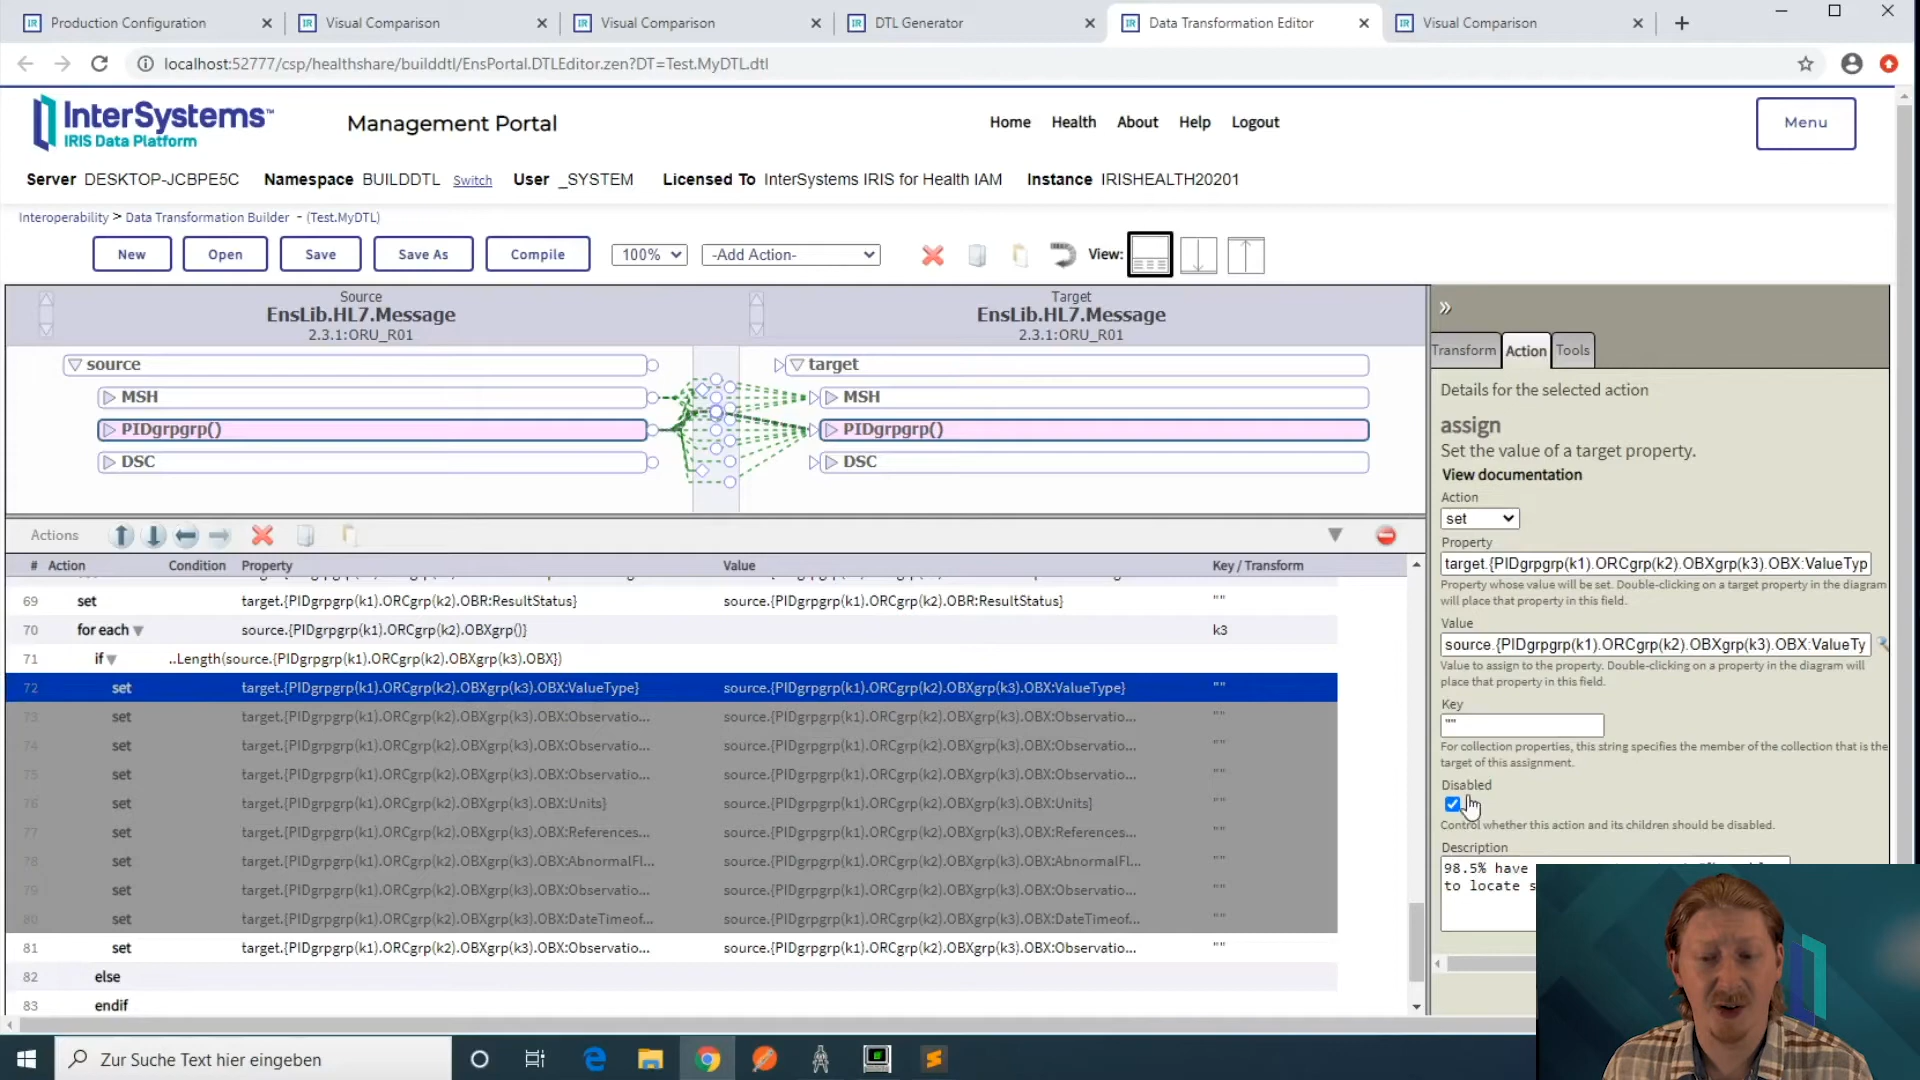 Production Configuration
Visual Comparison
Visual Comparison
DTL Generator
Data Transformation Editor
Visual Comparison
localhost:52777/csp/healthshare/builddtl/EnsPortal.DTLEditor.zen?DT=Test.MyDTL.dtl
InterSystems™
IRIS Data Platform
Management Portal
Home Health About Help Logout
Menu
Server DESKTOP-JCBPE5C Namespace BUILDDTL Switch User _SYSTEM Licensed To InterSystems IRIS for Health IAM Instance IRISHEALTH20201
Interoperability > Data Transformation Builder - (Test.MyDTL)
New Open Save Save As Compile 100% -Add Action- View:
Source
EnsLib.HL7.Message
2.3.1:ORU_R01
Target
EnsLib.HL7.Message
2.3.1:ORU_R01
source
MSH
PIDgrpgrp()
DSC
target
MSH
PIDgrpgrp()
DSC
Actions
# Action Condition Property Value Key / Transform
69 set target.{PIDgrpgrp(k1).ORCgrp(k2).OBR:ResultStatus} source.{PIDgrpgrp(k1).ORCgrp(k2).OBR:ResultStatus} ""
70 for each source.{PIDgrpgrp(k1).ORCgrp(k2).OBXgrp()} k3
71 if ..Length(source.{PIDgrpgrp(k1).ORCgrp(k2).OBXgrp(k3).OBX})
72 set target.{PIDgrpgrp(k1).ORCgrp(k2).OBXgrp(k3).OBX:ValueType} source.{PIDgrpgrp(k1).ORCgrp(k2).OBXgrp(k3).OBX:ValueType} ""
73 set target.{PIDgrpgrp(k1).ORCgrp(k2).OBXgrp(k3).OBX:Observatio... source.{PIDgrpgrp(k1).ORCgrp(k2).OBXgrp(k3).OBX:Observatio... ""
74 set target.{PIDgrpgrp(k1).ORCgrp(k2).OBXgrp(k3).OBX:Observatio... source.{PIDgrpgrp(k1).ORCgrp(k2).OBXgrp(k3).OBX:Observatio... ""
75 set target.{PIDgrpgrp(k1).ORCgrp(k2).OBXgrp(k3).OBX:Observatio... source.{PIDgrpgrp(k1).ORCgrp(k2).OBXgrp(k3).OBX:Observatio... ""
76 set target.{PIDgrpgrp(k1).ORCgrp(k2).OBXgrp(k3).OBX:Units} source.{PIDgrpgrp(k1).ORCgrp(k2).OBXgrp(k3).OBX:Units} ""
77 set target.{PIDgrpgrp(k1).ORCgrp(k2).OBXgrp(k3).OBX:References... source.{PIDgrpgrp(k1).ORCgrp(k2).OBXgrp(k3).OBX:References... ""
78 set target.{PIDgrpgrp(k1).ORCgrp(k2).OBXgrp(k3).OBX:AbnormalFl... source.{PIDgrpgrp(k1).ORCgrp(k2).OBXgrp(k3).OBX:AbnormalFl... ""
79 set target.{PIDgrpgrp(k1).ORCgrp(k2).OBXgrp(k3).OBX:Observatio... source.{PIDgrpgrp(k1).ORCgrp(k2).OBXgrp(k3).OBX:Observatio... ""
80 set target.{PIDgrpgrp(k1).ORCgrp(k2).OBXgrp(k3).OBX:DateTimeof... source.{PIDgrpgrp(k1).ORCgrp(k2).OBXgrp(k3).OBX:DateTimeof... ""
81 set target.{PIDgrpgrp(k1).ORCgrp(k2).OBXgrp(k3).OBX:Observatio... source.{PIDgrpgrp(k1).ORCgrp(k2).OBXgrp(k3).OBX:Observatio... ""
82 else
83 endif
Transform Action Tools
Details for the selected action
assign
Set the value of a target property.
View documentation
Action
set
Property
target.{PIDgrpgrp(k1).ORCgrp(k2).OBXgrp(k3).OBX:ValueTyp
Property whose value will be set. Double-clicking on a target property in the diagram
will place that property in this field.
Value
source.{PIDgrpgrp(k1).ORCgrp(k2).OBXgrp(k3).OBX:ValueTy
Value to assign to the property. Double-clicking on a property in the diagram will
place that property in this field.
Key
""
For collection properties, this string specifies the member of the collection that is the
target of this assignment.
Disabled
Control whether this action and its children should be disabled.
Description
98.5% have
to locate s
Zur Suche Text hier eingeben